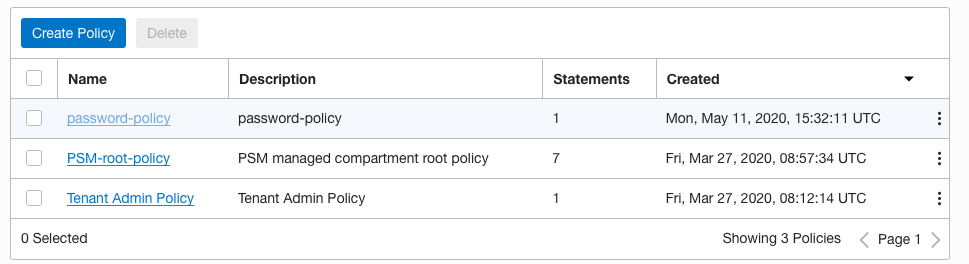 Create Policy Delete
Name Description Statements Created
password-policy password-policy 1 Mon, May 11, 2020, 15:32:11 UTC
PSM-root-policy PSM managed compartment root policy 7 Fri, Mar 27, 2020, 08:57:34 UTC
Tenant Admin Policy Tenant Admin Policy 1 Fri, Mar 27, 2020, 08:12:14 UTC
0 Selected Showing 3 Policies Page 1